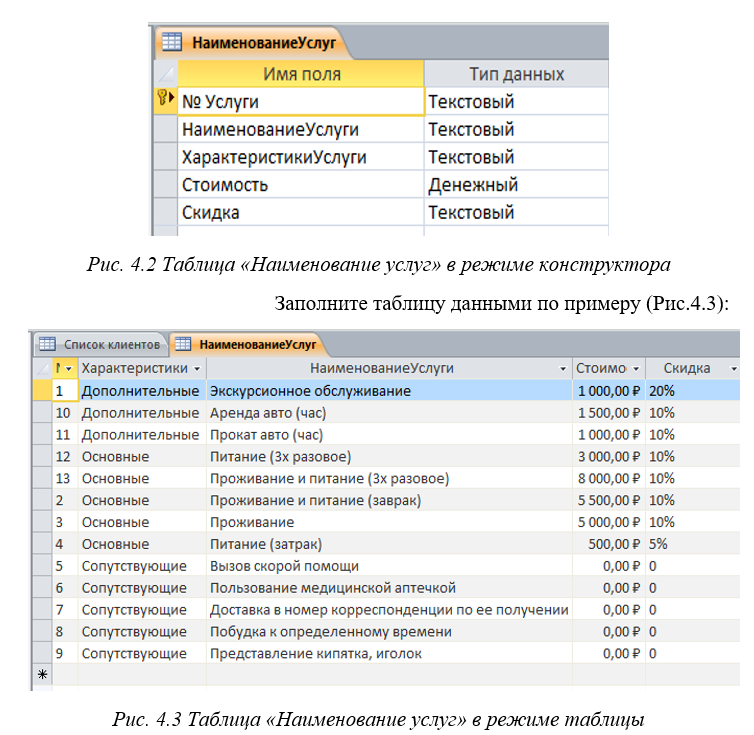 НаименованиеУслуг
Имя поля Тип данных
№ Услуги Текстовый
НаименованиеУслуги Текстовый
ХарактеристикиУслуги Текстовый
Стоимость Денежный
Скидка Текстовый
Рис. 4.2 Таблица «Наименование услуг» в режиме конструктора
Заполните таблицу данными по примеру (Рис.4.3):
Список клиентов НаименованиеУслуг
Характеристики НаименованиеУслуги Стоимо Скидка
1 Дополнительные Экскурсионное обслуживание 1 000,00 ₽ 20%
10 Дополнительные Аренда авто (час) 1 500,00 ₽ 10%
11 Дополнительные Прокат авто (час) 1 000,00 ₽ 10%
12 Основные Питание (3х разовое) 3 000,00 ₽ 10%
13 Основные Проживание и питание (3х разовое) 8 000,00 ₽ 10%
2 Основные Проживание и питание (заврак) 5 500,00 ₽ 10%
3 Основные Проживание 5 000,00 ₽ 10%
4 Основные Питание (затрак) 500,00 ₽ 5%
5 Сопутствующие Вызов скорой помощи 0,00 ₽ 0
6 Сопутствующие Пользование медицинской аптечкой 0,00 ₽ 0
7 Сопутствующие Доставка в номер корреспонденции по ее получении 0,00 ₽ 0
8 Сопутствующие Побудка к определенному времени 0,00 ₽ 0
9 Сопутствующие Представление кипятка, иголок 0,00 ₽ 0
Рис. 4.3 Таблица «Наименование услуг» в режиме таблицы